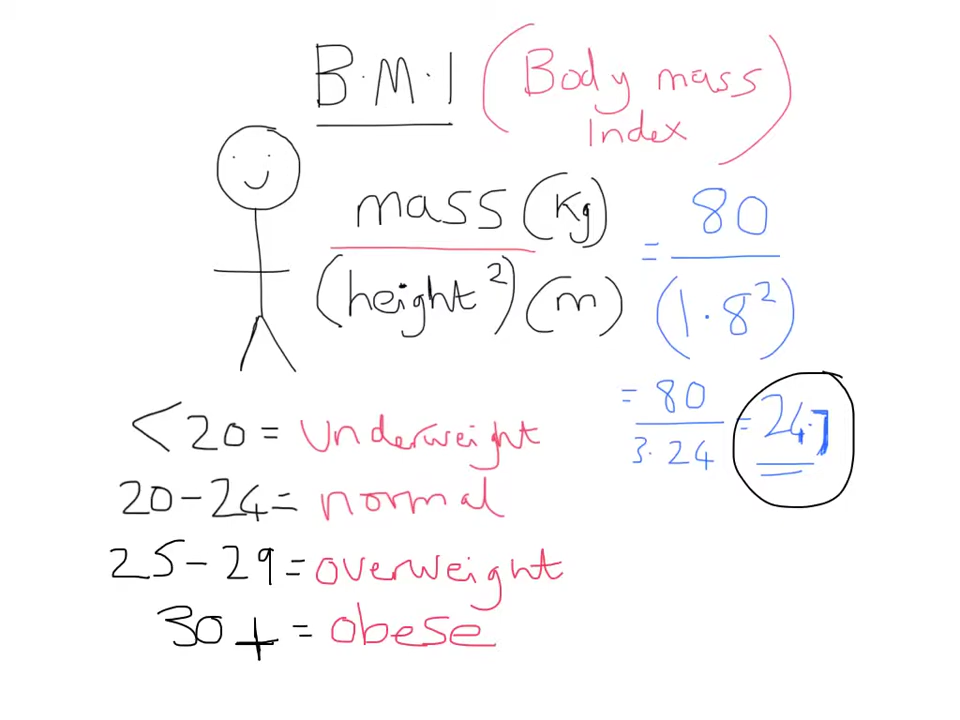 B.M.I (Body mass
Index)
mass (kg)
(height²) (m)
= 80
(1.8²)
= 80
3.24
= 24.7
<20 = Underweight
20-24 = normal
25-29 = overweight
30+ = obese